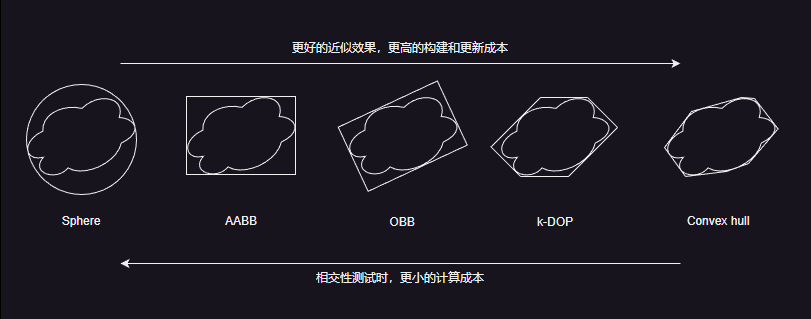 更好的近似效果，更高的构建和更新成本
Sphere
AABB
OBB
k-DOP
Convex hull
相交性测试时，更小的计算成本